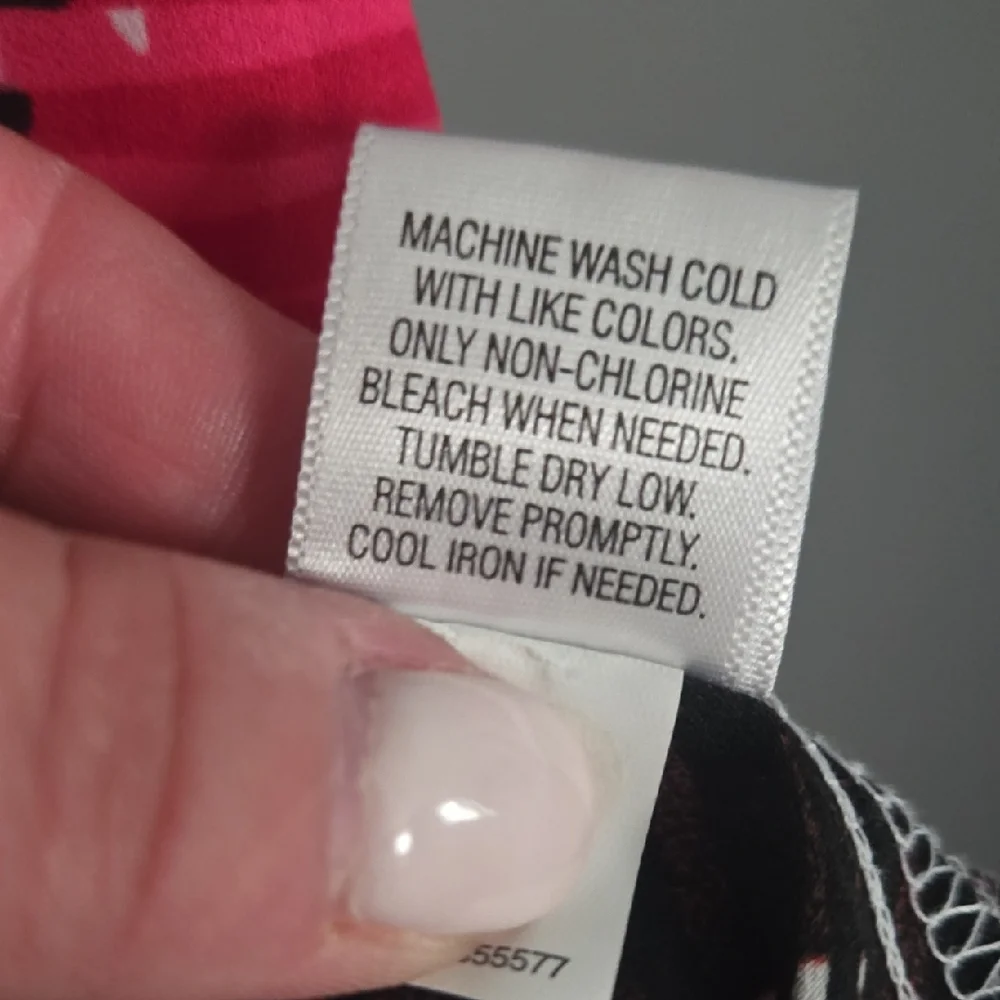 MACHINE WASH COLD
WITH LIKE COLORS.
ONLY NON-CHLORINE
BLEACH WHEN NEEDED.
TUMBLE DRY LOW.
REMOVE PROMPTLY.
COOL IRON IF NEEDED.
55577